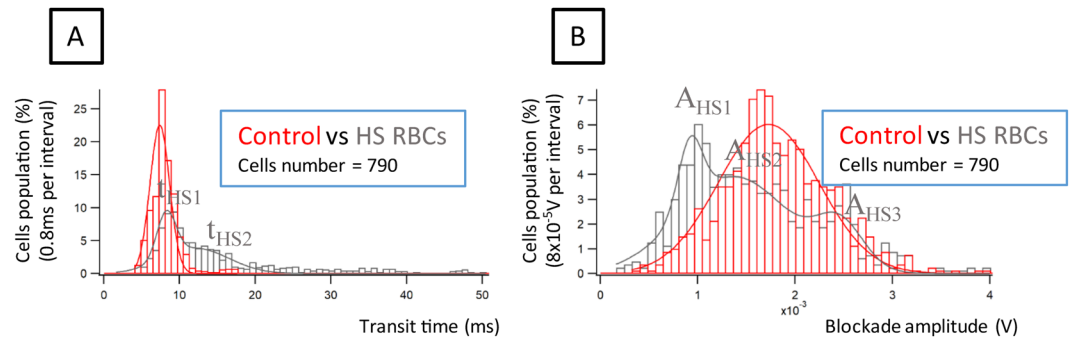 A
B
Cells population (%)
(0.8ms per interval)
25
20
15
10
5
0
Control vs HS RBCs
Cells number = 790
tHS1
tHS2
0 10 20 30 40 50
Transit time (ms)
Cells population (%)
(8x10-5V per interval)
7
6
5
4
3
2
1
0
AHS1
AHS2
AHS3
Control vs HS RBCs
Cells number = 790
0 1 2 3 4
x10-3
Blockade amplitude (V)